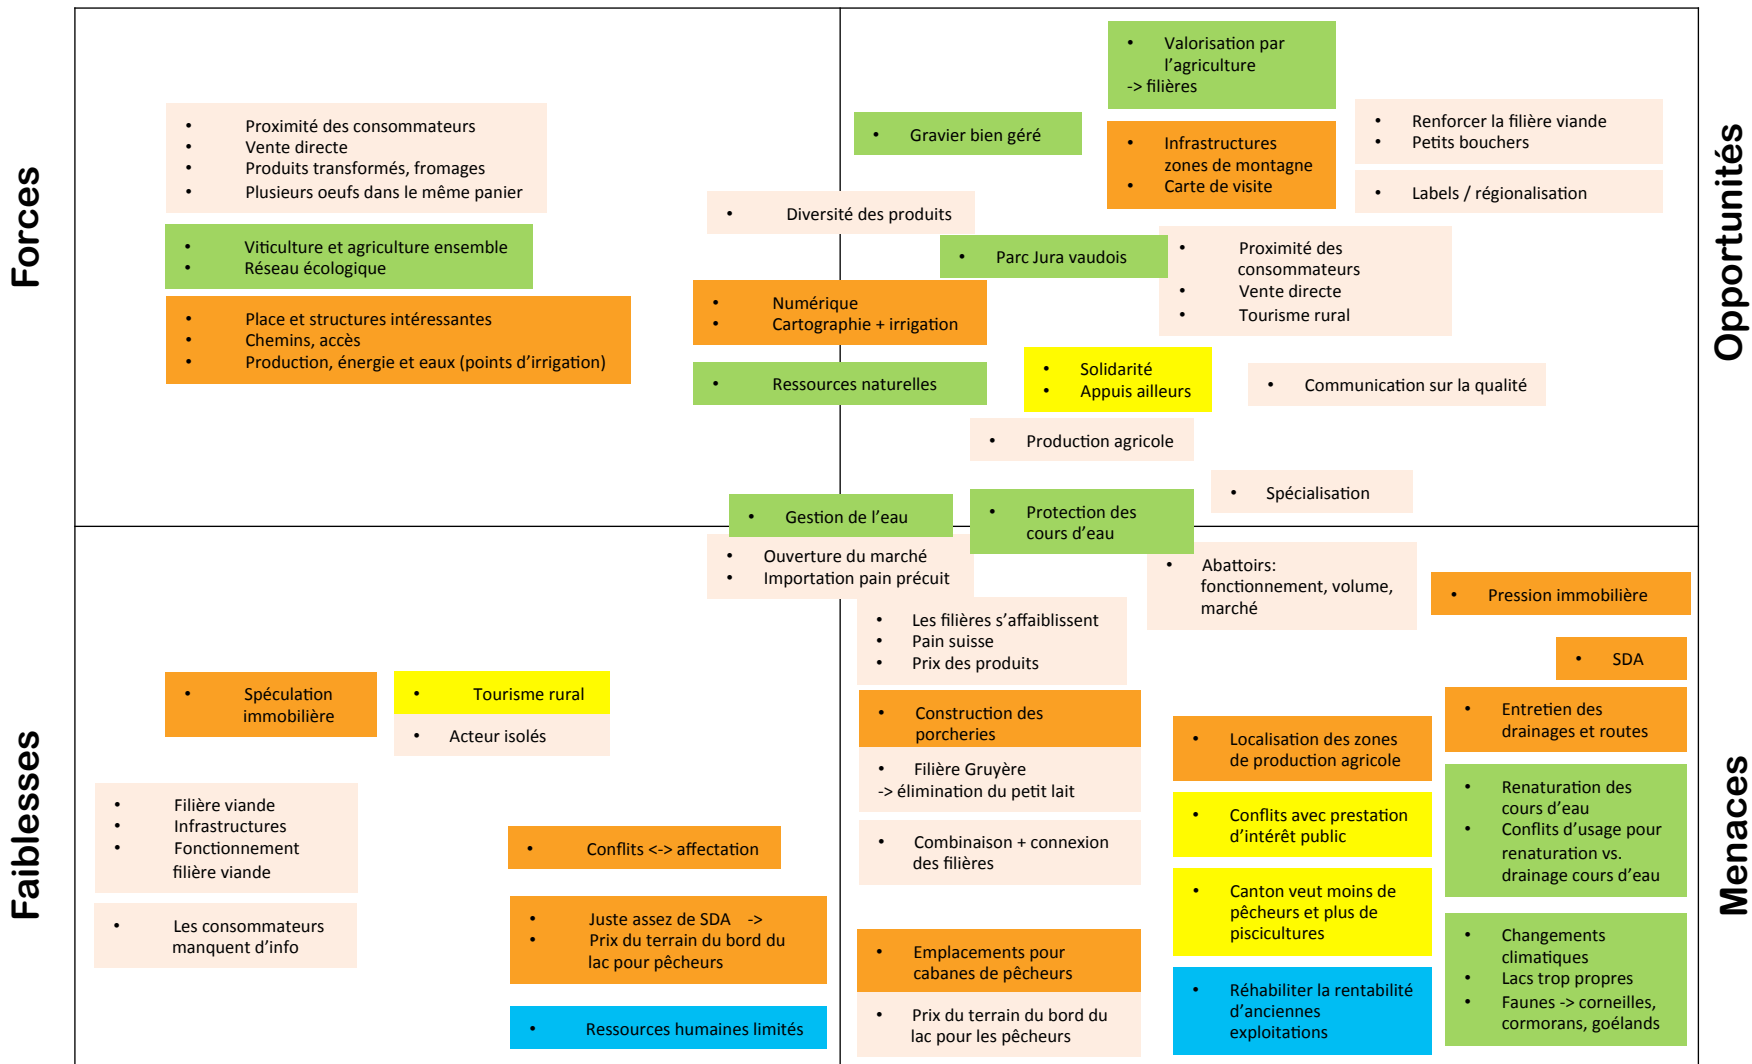 Forces
• Proximité des consommateurs
• Vente directe
• Produits transformés, fromages
• Plusieurs oeufs dans le même panier
• Viticulture et agriculture ensemble
• Réseau écologique
• Place et structures intéressantes
• Chemins, accès
• Production, énergie et eaux (points d'irrigation)
• Diversité des produits
• Numérique
• Cartographie + irrigation
• Ressources naturelles
• Gestion de l'eau
Opportunités
• Valorisation par
l'agriculture
-> filières
• Gravier bien géré
• Infrastructures
zones de montagne
• Carte de visite
• Renforcer la filière viande
• Petits bouchers
• Labels / régionalisation
• Parc Jura vaudois
• Proximité des
consommateurs
• Vente directe
• Tourisme rural
• Solidarité
• Appuis ailleurs
• Communication sur la qualité
• Production agricole
• Spécialisation
• Protection des
cours d'eau
Faiblesses
• Ouverture du marché
• Importation pain précuit
• Spéculation
immobilière
• Tourisme rural
• Acteur isolés
• Filière viande
• Infrastructures
• Fonctionnement
filière viande
• Les consommateurs
manquent d'info
• Conflits <-> affectation
• Juste assez de SDA ->
• Prix du terrain du bord du
lac pour pêcheurs
• Ressources humaines limités
Menaces
• Abattoirs:
fonctionnement, volume,
marché
• Pression immobilière
• Les filières s'affaiblissent
• Pain suisse
• Prix des produits
• SDA
• Construction des
porcheries
• Filière Gruyère
-> élimination du petit lait
• Combinaison + connexion
des filières
• Emplacements pour
cabanes de pêcheurs
• Prix du terrain du bord du
lac pour les pêcheurs
• Localisation des zones
de production agricole
• Conflits avec prestation
d'intérêt public
• Canton veut moins de
pêcheurs et plus de
piscicultures
• Réhabiliter la rentabilité
d'anciennes
exploitations
• Entretien des
drainages et routes
• Renaturation des
cours d'eau
• Conflits d'usage pour
renaturation vs.
drainage cours d'eau
• Changements
climatiques
• Lacs trop propres
• Faunes -> corneilles,
cormorans, goélands